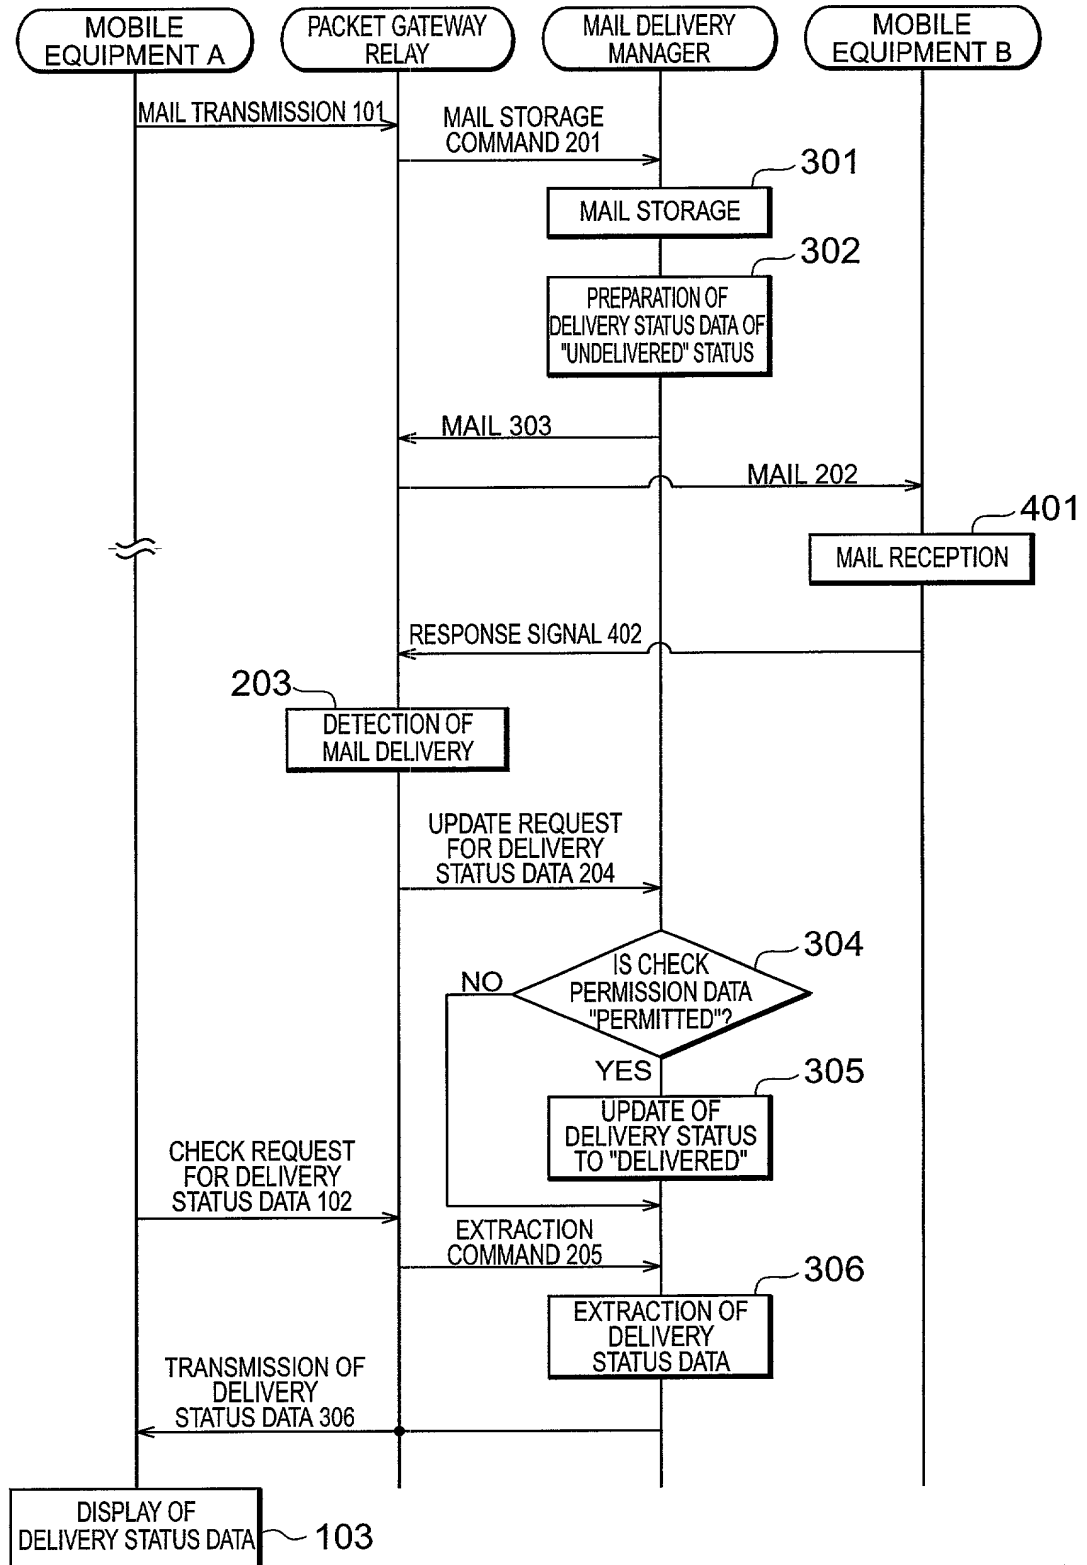 MOBILE
EQUIPMENT A
PACKET GATEWAY
RELAY
MAIL DELIVERY
MANAGER
MOBILE
EQUIPMENT B
MAIL TRANSMISSION 101
MAIL STORAGE
COMMAND 201
301
MAIL STORAGE
302
PREPARATION OF
DELIVERY STATUS DATA OF
"UNDELIVERED" STATUS
MAIL 303
MAIL 202
401
MAIL RECEPTION
RESPONSE SIGNAL 402
203
DETECTION OF
MAIL DELIVERY
UPDATE REQUEST
FOR DELIVERY
STATUS DATA 204
304
IS CHECK
PERMISSION DATA
"PERMITTED"?
NO
YES
305
UPDATE OF
DELIVERY STATUS
TO "DELIVERED"
CHECK REQUEST
FOR DELIVERY
STATUS DATA 102
EXTRACTION
COMMAND 205
306
EXTRACTION OF
DELIVERY
STATUS DATA
TRANSMISSION OF
DELIVERY
STATUS DATA 306
DISPLAY OF
DELIVERY STATUS DATA
103